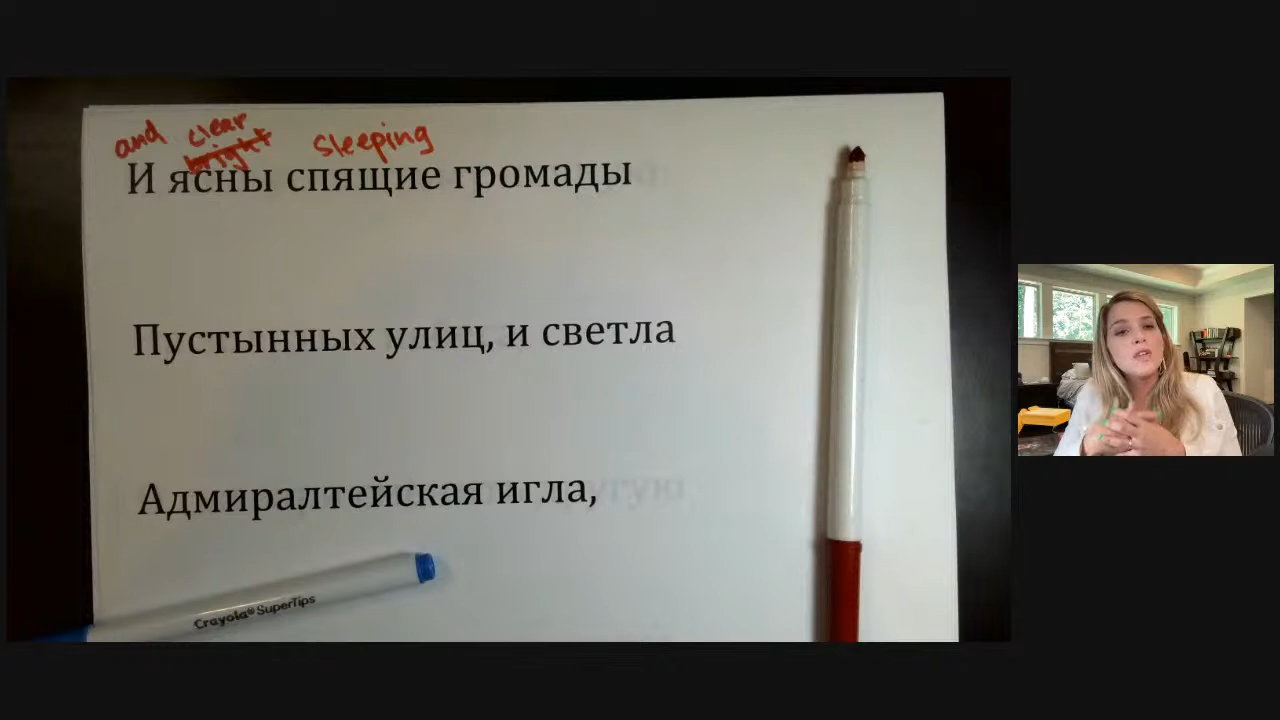 and clear sleeping
bright
И ясны спящие громады
Пустынных улиц, и светла
Адмиралтейская игла,
Crayola® SuperTips